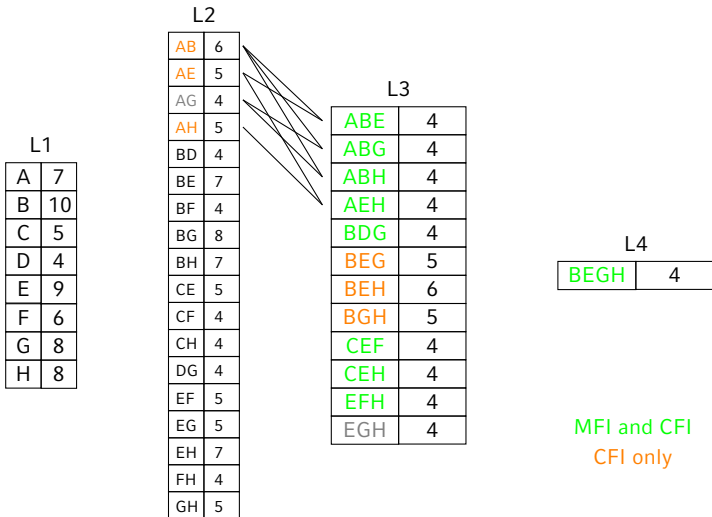 L1
A 7
B 10
C 5
D 4
E 9
F 6
G 8
H 8
L2
AB 6
AE 5
AG 4
AH 5
BD 4
BE 7
BF 4
BG 8
BH 7
CE 5
CF 4
CH 4
DG 4
EF 5
EG 5
EH 7
FH 4
GH 5
L3
ABE 4
ABG 4
ABH 4
AEH 4
BDG 4
BEG 5
BEH 6
BGH 5
CEF 4
CEH 4
EFH 4
EGH 4
L4
BEGH 4
MFI and CFI
CFI only